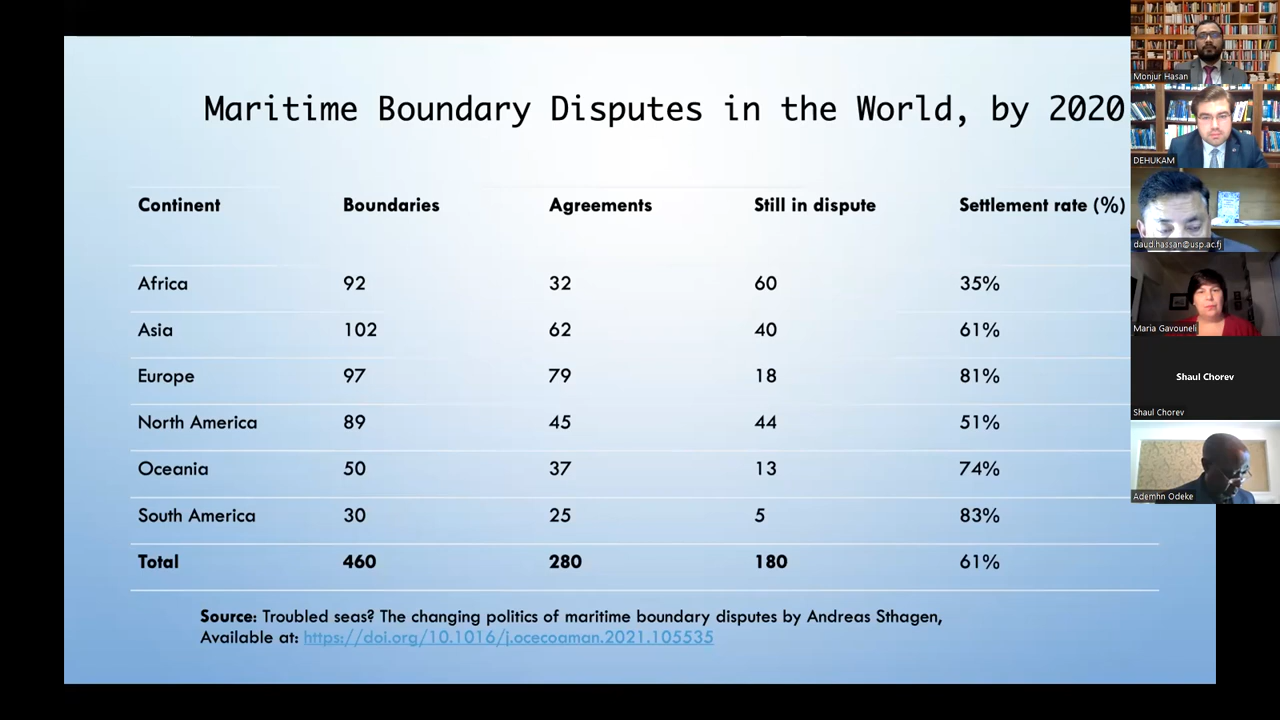 Maritime Boundary Disputes in the World, by 2020
Continent Boundaries Agreements Still in dispute Settlement rate (%)
Africa 92 32 60 35%
Asia 102 62 40 61%
Europe 97 79 18 81%
North America 89 45 44 51%
Oceania 50 37 13 74%
South America 30 25 5 83%
Total 460 280 180 61%
Source: Troubled seas? The changing politics of maritime boundary disputes by Andreas Sthagen,
Available at: https://doi.org/10.1016/j.ocecoaman.2021.105535
Monjur Hasan
DEHUKAM
daud.hassan@usp.ac.fj
Maria Gavouneli
Shaul Chorev
Shaul Chorev
Ademhn Odeke